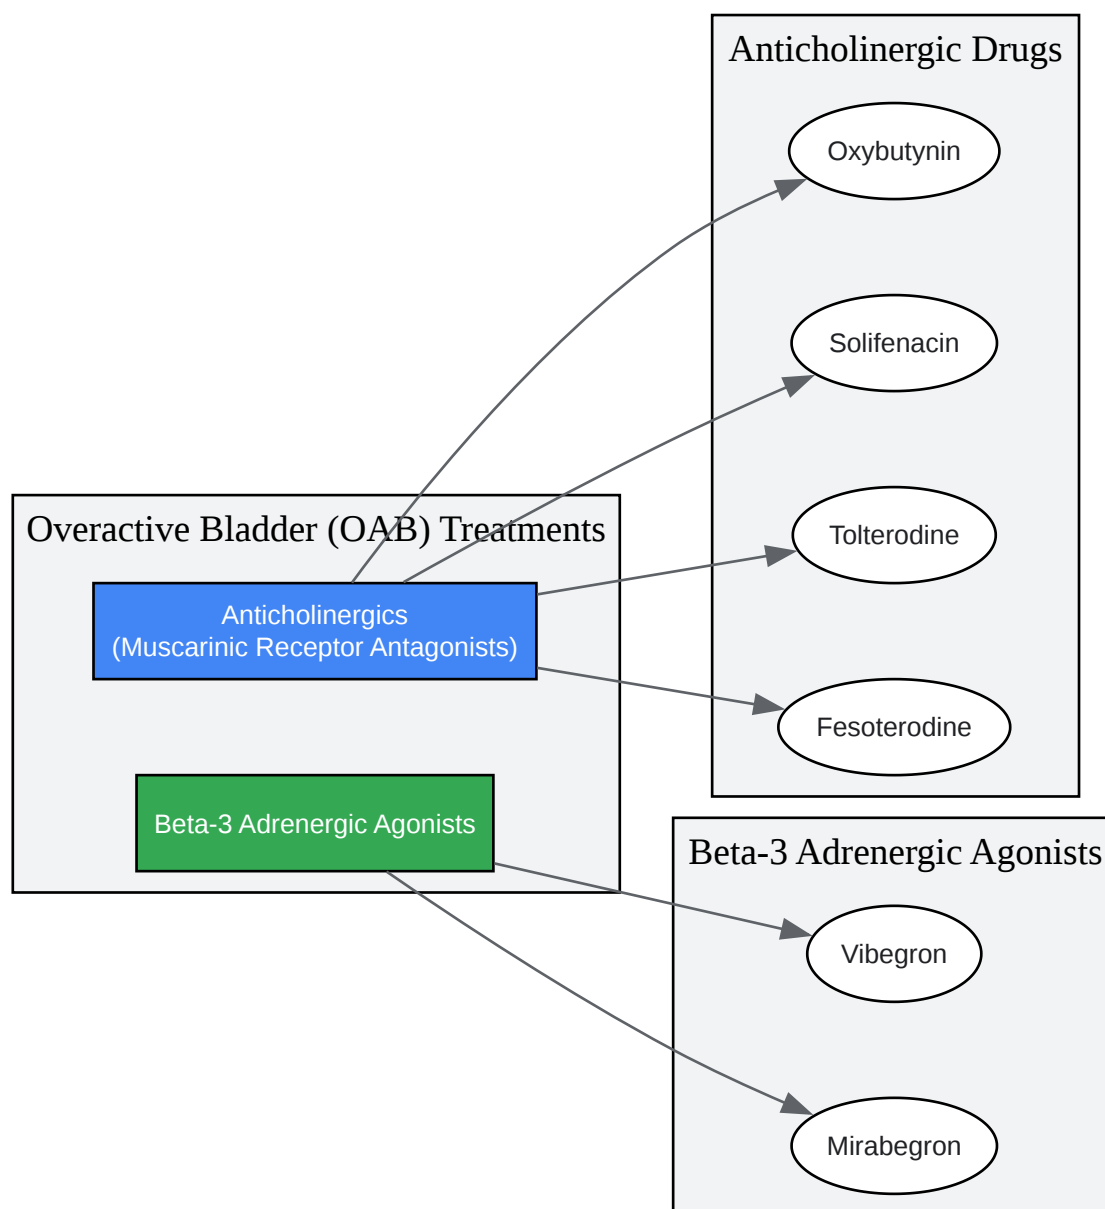 Anticholinergic Drugs
Oxybutynin
Solifenacin
Tolterodine
Fesoterodine
Overactive Bladder (OAB) Treatments
Anticholinergics
(Muscarinic Receptor Antagonists)
Beta-3 Adrenergic Agonists
Beta-3 Adrenergic Agonists
Vibegron
Mirabegron